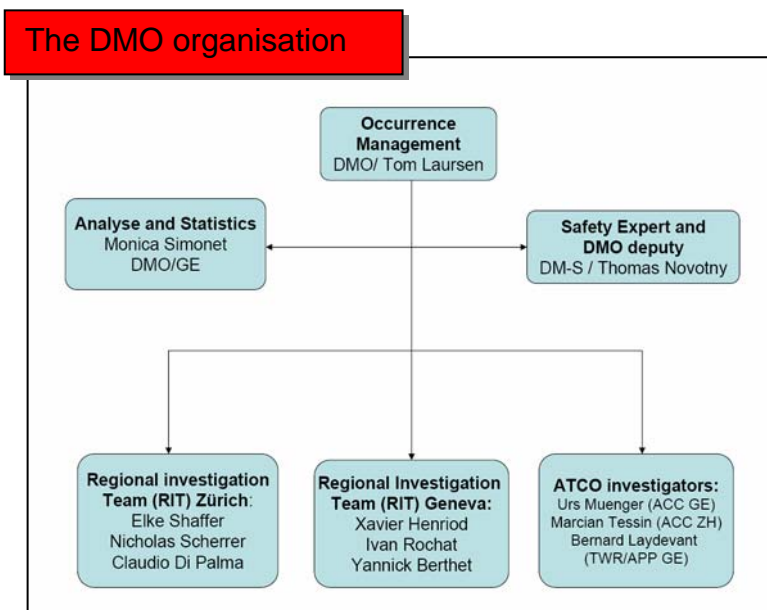 The DMO organisation
Occurrence
Management
DMO/ Tom Laursen
Analyse and Statistics
Monica Simonet
DMO/GE
Safety Expert and
DMO deputy
DM-S / Thomas Novotny
Regional investigation
Team (RIT) Zürich:
Elke Shaffer
Nicholas Scherrer
Claudio Di Palma
Regional Investigation
Team (RIT) Geneva:
Xavier Henriod
Ivan Rochat
Yannick Berthet
ATCO investigators:
Urs Muenger (ACC GE)
Marcian Tessin (ACC ZH)
Bernard Laydevant
(TWR/APP GE)